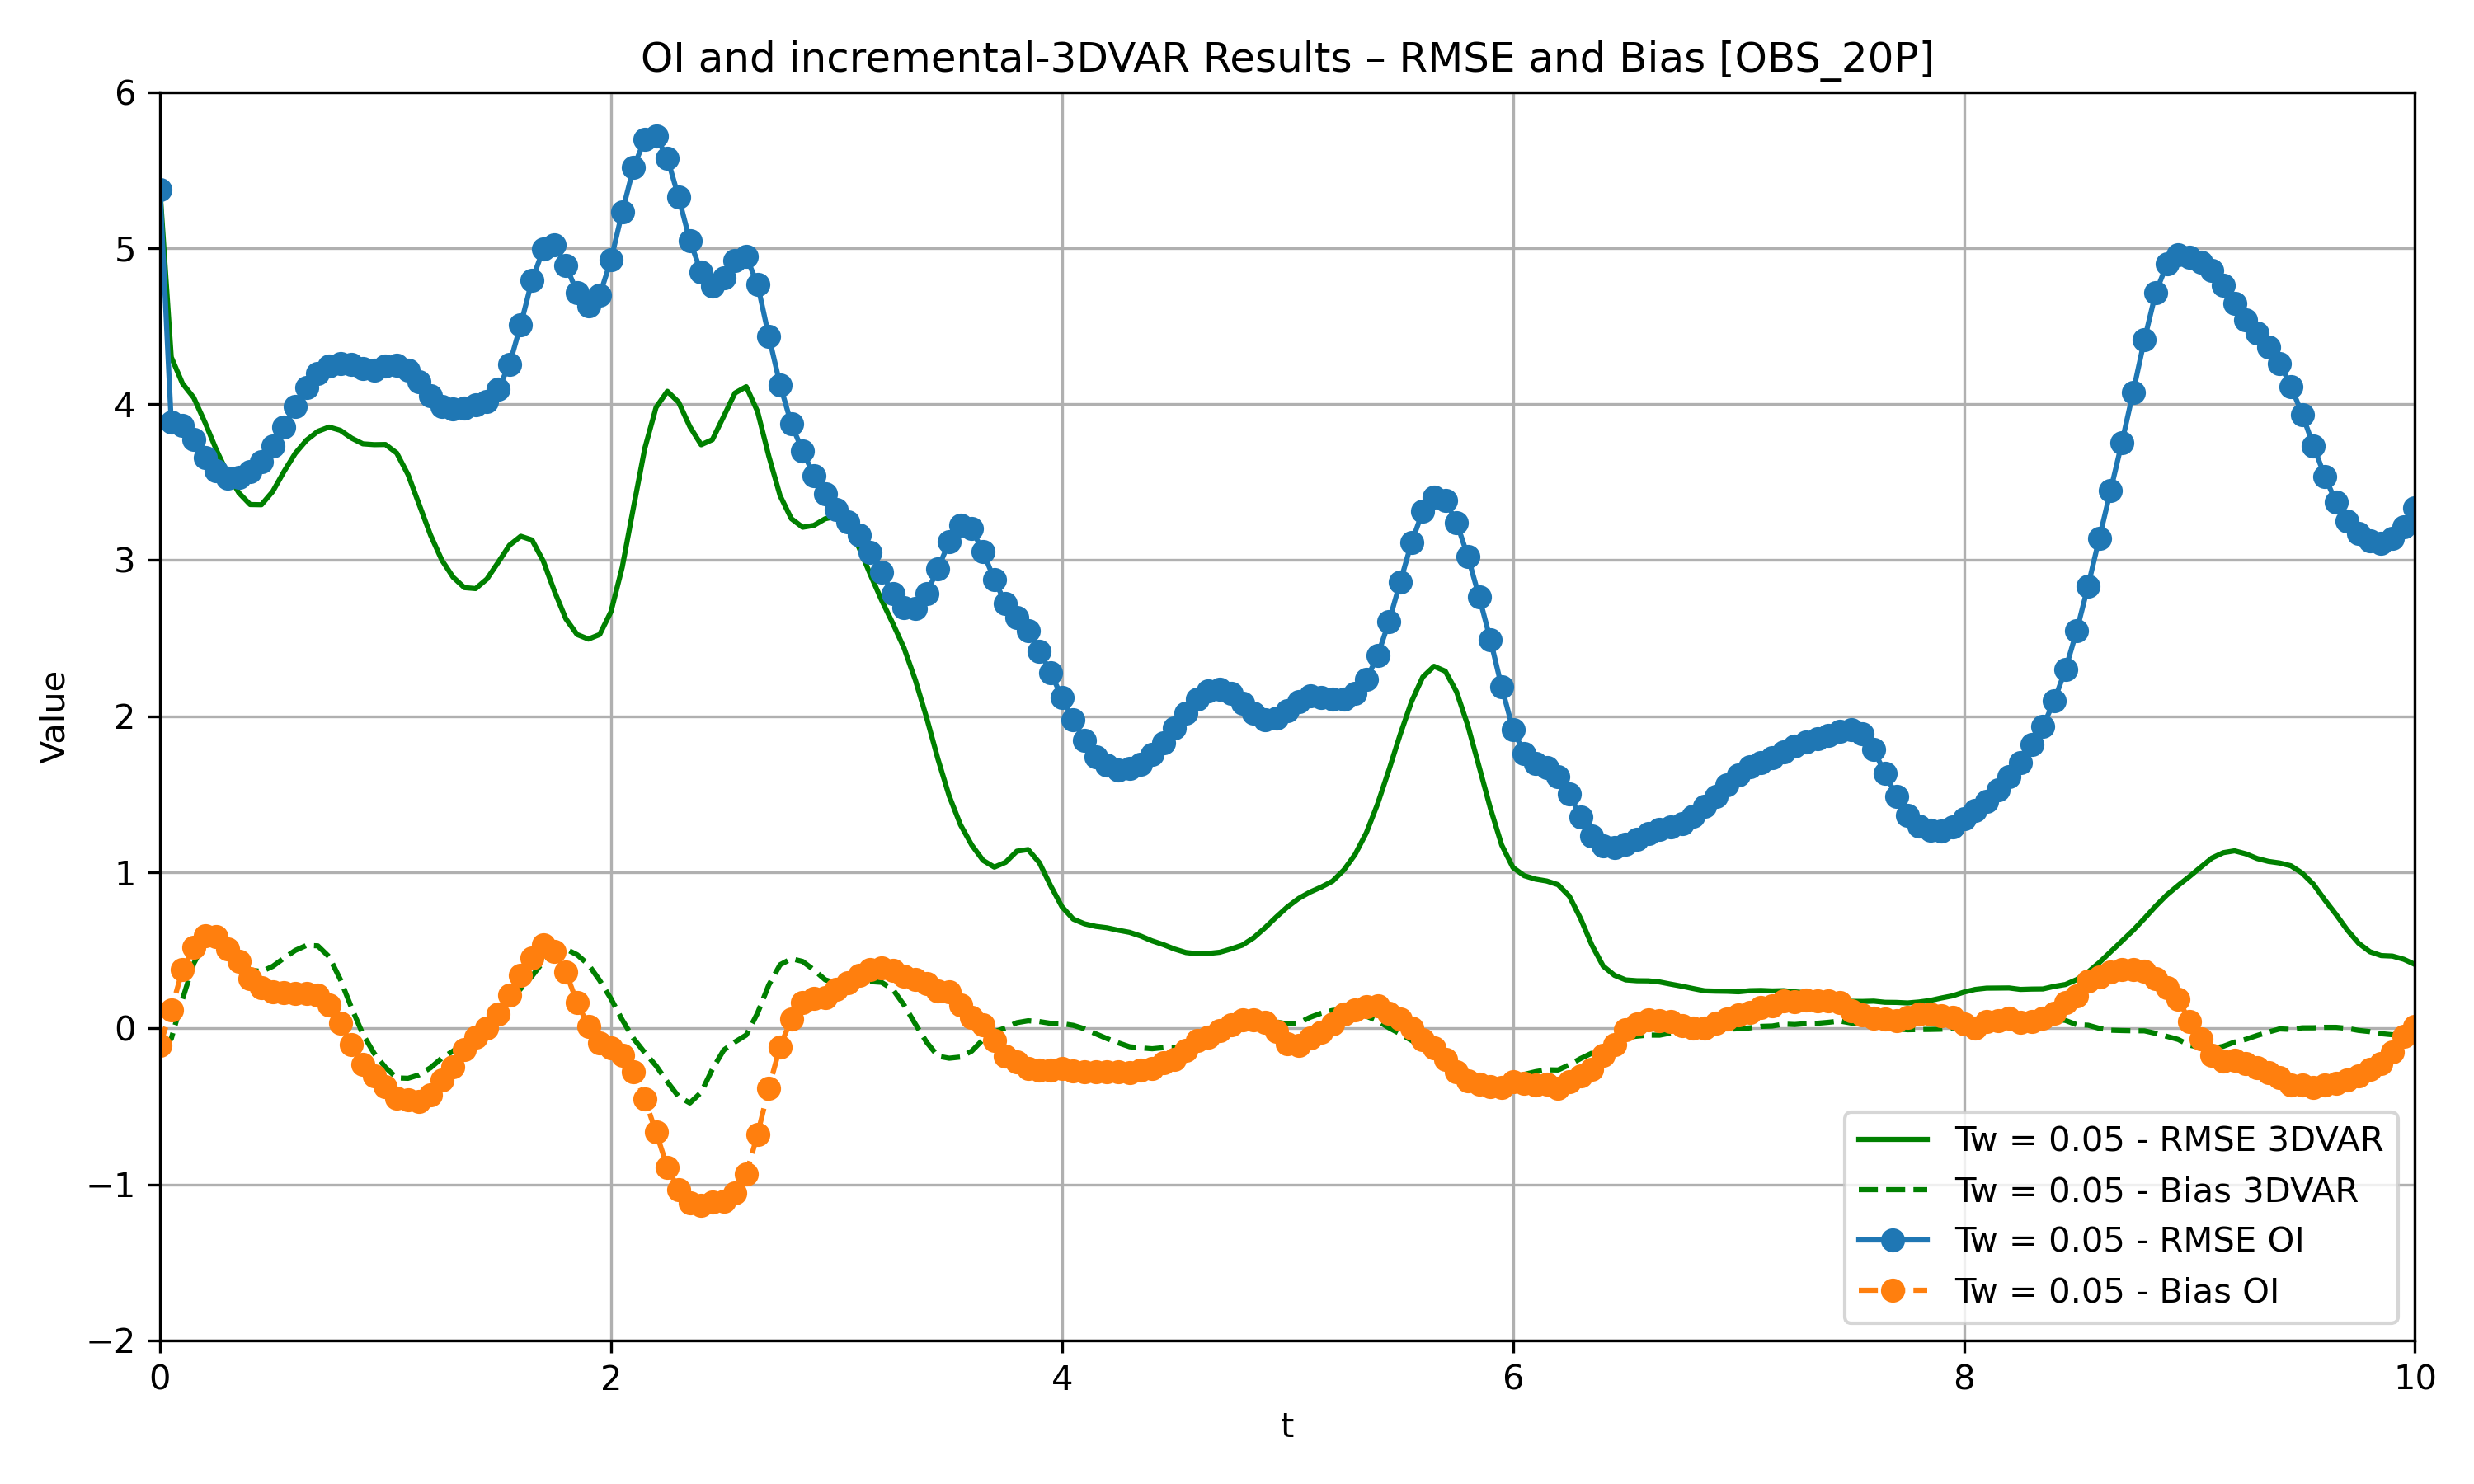 OI and incremental-3DVAR Results – RMSE and Bias [OBS_20P]
6
5
4
3
2
1
0
−1
−2
Value
0 2 4 6 8 10
t
Tw = 0.05 - RMSE 3DVAR
Tw = 0.05 - Bias 3DVAR
Tw = 0.05 - RMSE OI
Tw = 0.05 - Bias OI